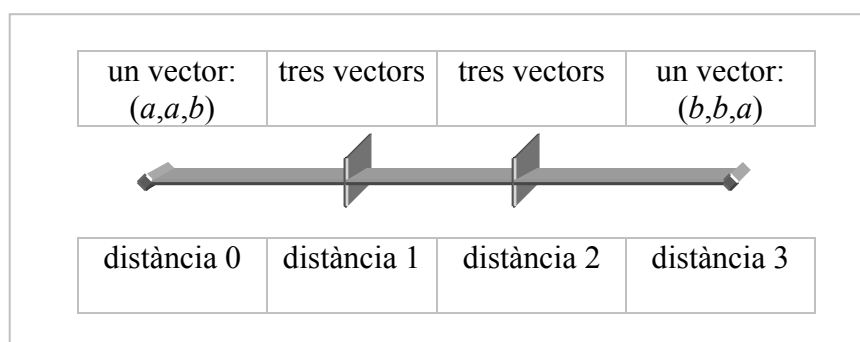 un vector:
(a,a,b)
tres vectors
tres vectors
un vector:
(b,b,a)
distància 0
distància 1
distància 2
distància 3